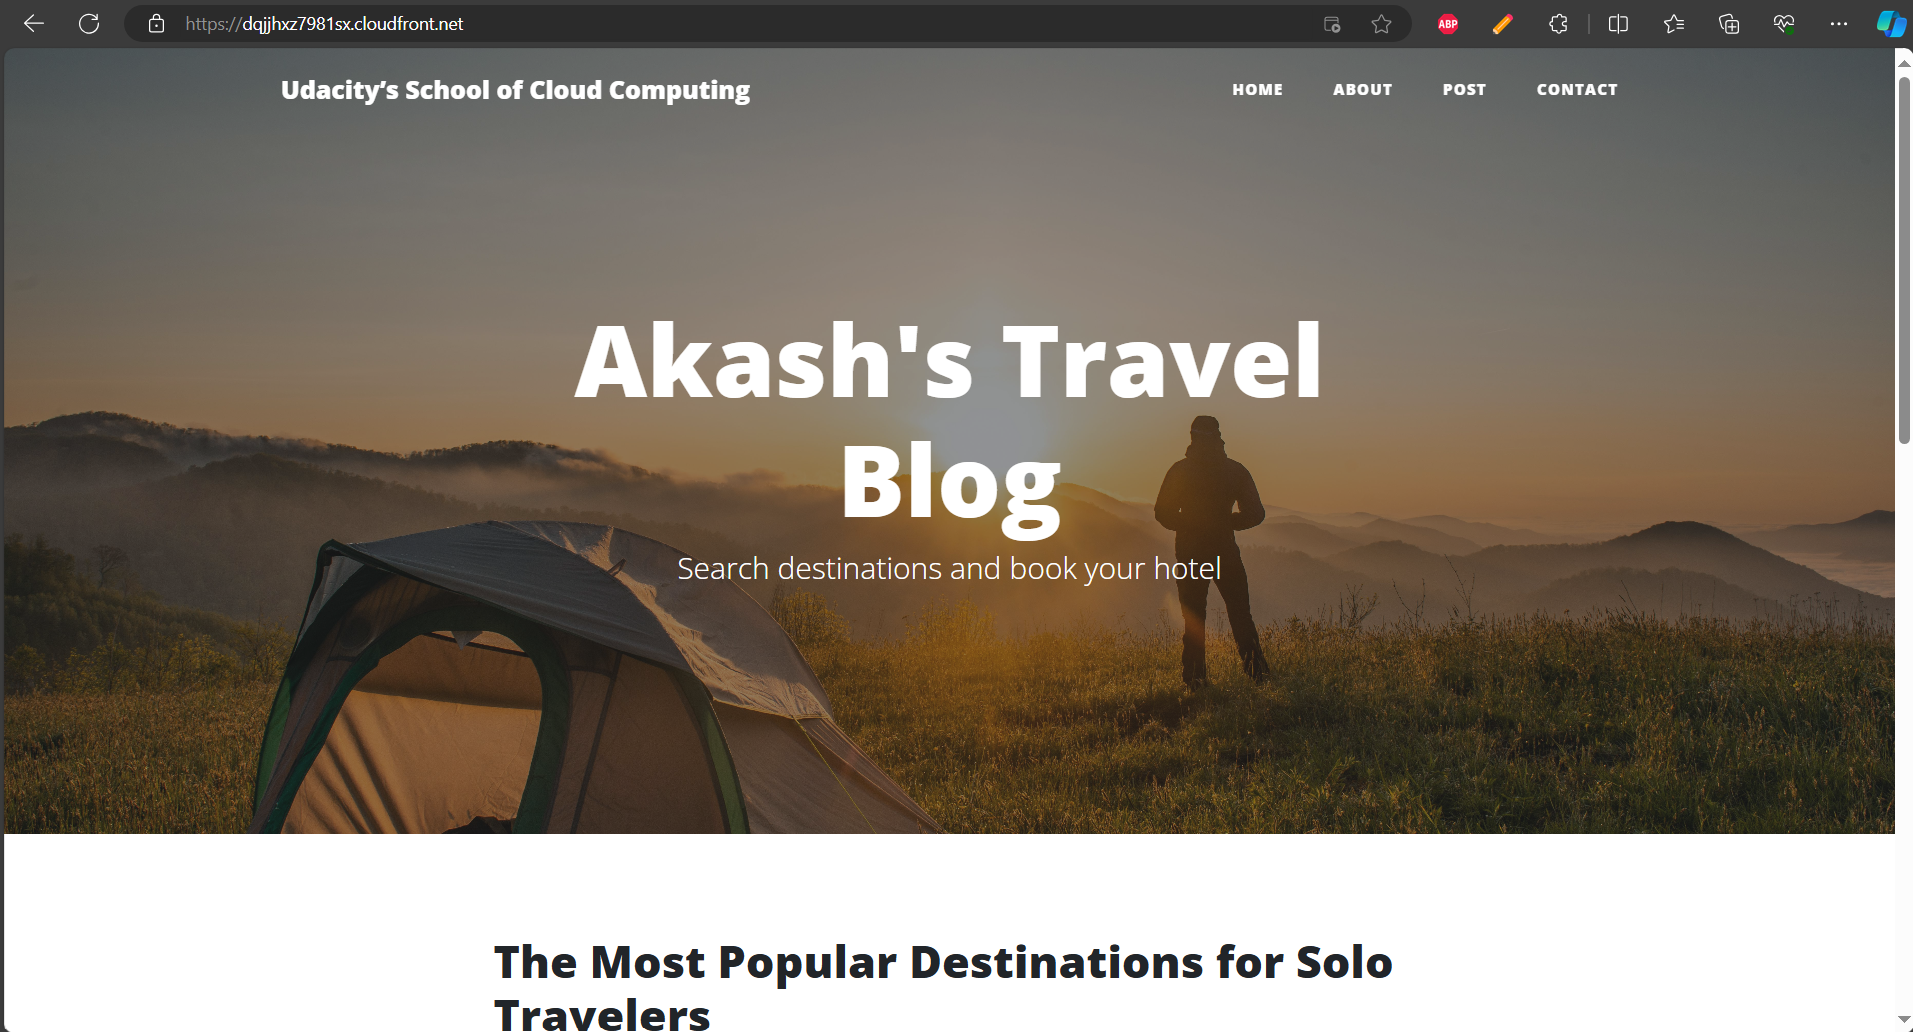 https://dqjjhxz7981sx.cloudfront.net
ABP
Udacity’s School of Cloud Computing
HOME
ABOUT
POST
CONTACT
Akash's Travel
Blog
Search destinations and book your hotel
The Most Popular Destinations for Solo
Travelers